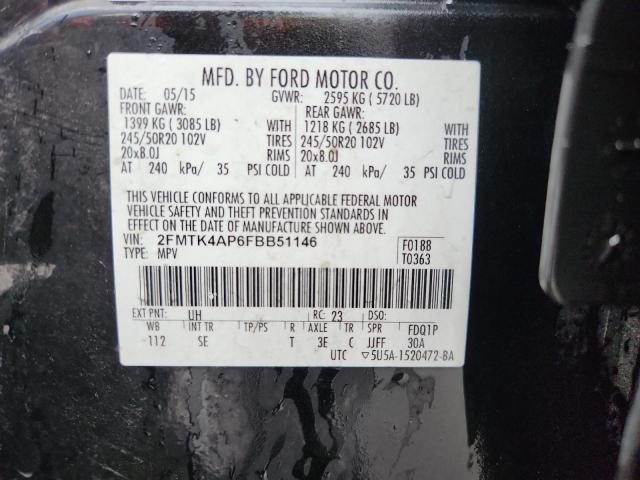 MFD. BY FORD MOTOR CO.
DATE: 05/15 GVWR: 2595 KG ( 5720 LB)
FRONT GAWR: REAR GAWR:
1399 KG ( 3085 LB) WITH 1218 KG ( 2685 LB) WITH
245/50R20 102V TIRES 245/50R20 102V TIRES
20x8.0J RIMS 20x8.0J RIMS
AT 240 kPa/ 35 PSI COLD AT 240 kPa/ 35 PSI COLD
THIS VEHICLE CONFORMS TO ALL APPLICABLE FEDERAL MOTOR
VEHICLE SAFETY AND THEFT PREVENTION STANDARDS IN
EFFECT ON THE DATE OF MANUFACTURE SHOWN ABOVE.
VIN: 2FMTK4AP6FBB51146 F0188
TYPE: MPV T0363
EXT PNT: UH RC: 23 DSO:
WB INT TR TP/PS R AXLE TR SPR FDQ1P
112 SE T 3E C JJFF 30A
UTC ▽5U5A-1520472-BA